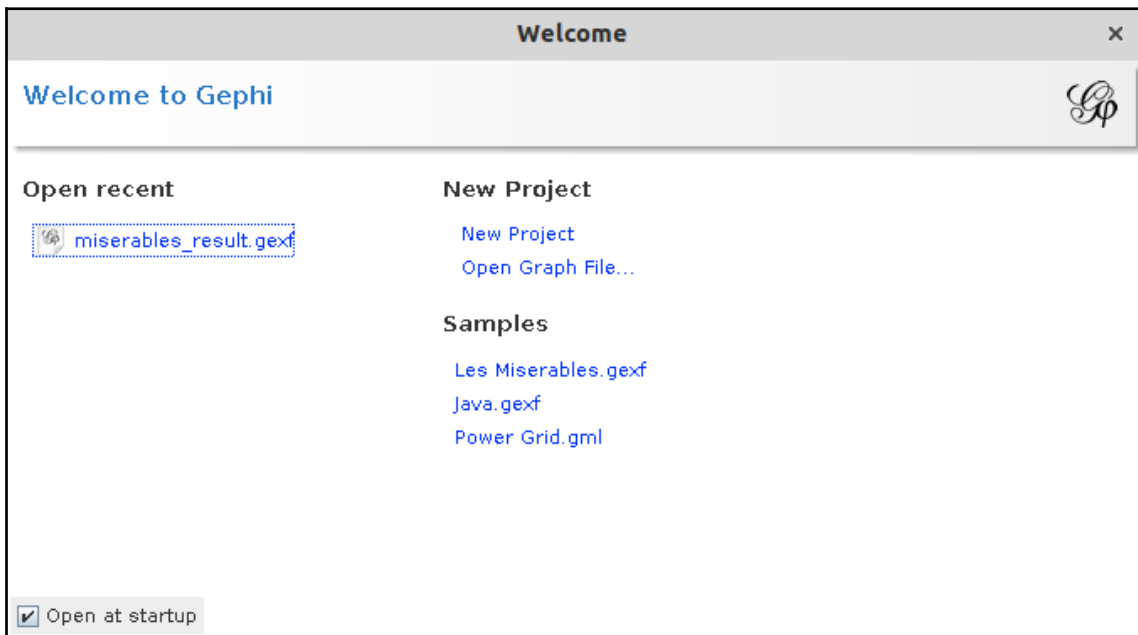 Welcome
Welcome to Gephi
Open recent
miserables_result.gexf
New Project
New Project
Open Graph File...
Samples
Les Miserables.gexf
Java.gexf
Power Grid.gml
Open at startup